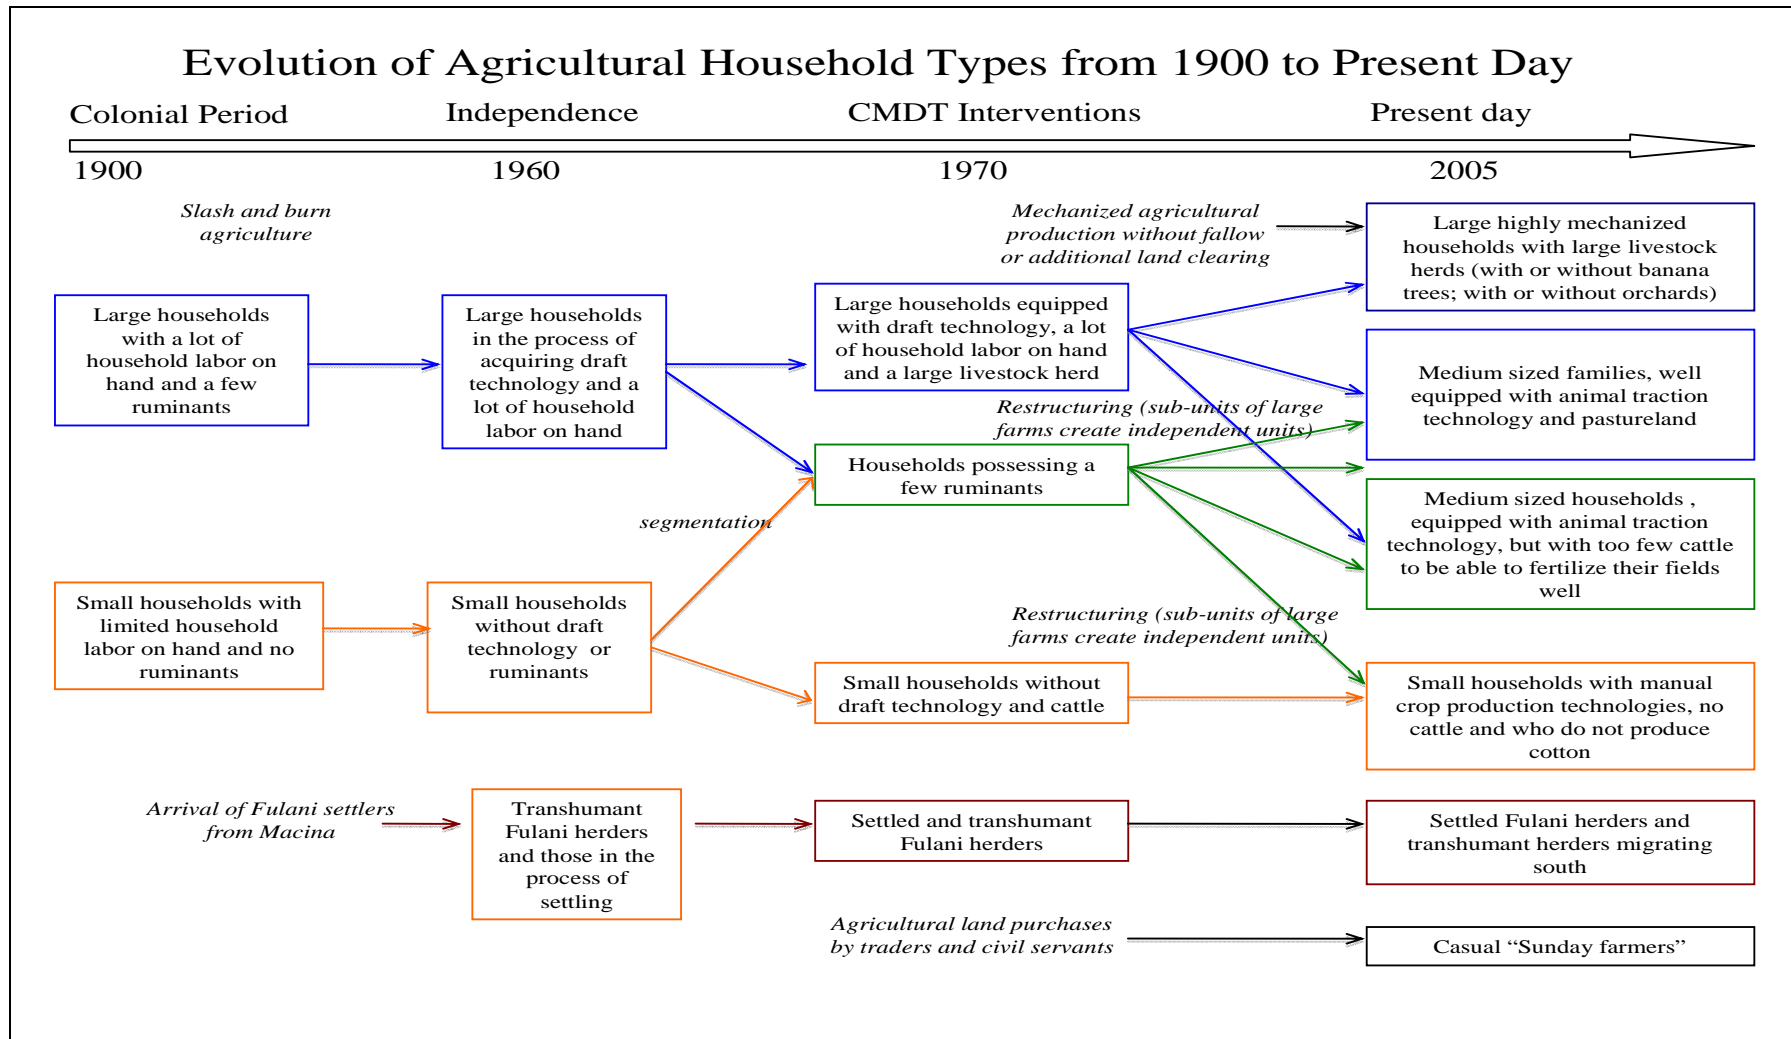 Evolution of Agricultural Household Types from 1900 to Present Day
Colonial Period
Independence
CMDT Interventions
Present day
1900
1960
1970
2005
Slash and burn
agriculture
Mechanized agricultural
production without fallow
or additional land clearing
Large highly mechanized
households with large livestock
herds (with or without banana
trees; with or without orchards)
Large households
with a lot of
household labor on
hand and a few
ruminants
Large households
in the process of
acquiring draft
technology and a
lot of household
labor on hand
Large households equipped
with draft technology, a lot
of household labor on hand
and a large livestock herd
Medium sized families, well
equipped with animal traction
technology and pastureland
Restructuring (sub-units of large
farms create independent units)
Households possessing a
few ruminants
segmentation
Medium sized households ,
equipped with animal traction
technology, but with too few cattle
to be able to fertilize their fields
well
Small households with
limited household
labor on hand and no
ruminants
Small households
without draft
technology or
ruminants
Restructuring (sub-units of large
farms create independent units)
Small households without
draft technology and cattle
Small households with manual
crop production technologies, no
cattle and who do not produce
cotton
Arrival of Fulani settlers
from Macina
Transhumant
Fulani herders
and those in the
process of
settling
Settled and transhumant
Fulani herders
Settled Fulani herders and
transhumant herders migrating
south
Agricultural land purchases
by traders and civil servants
Casual “Sunday farmers”